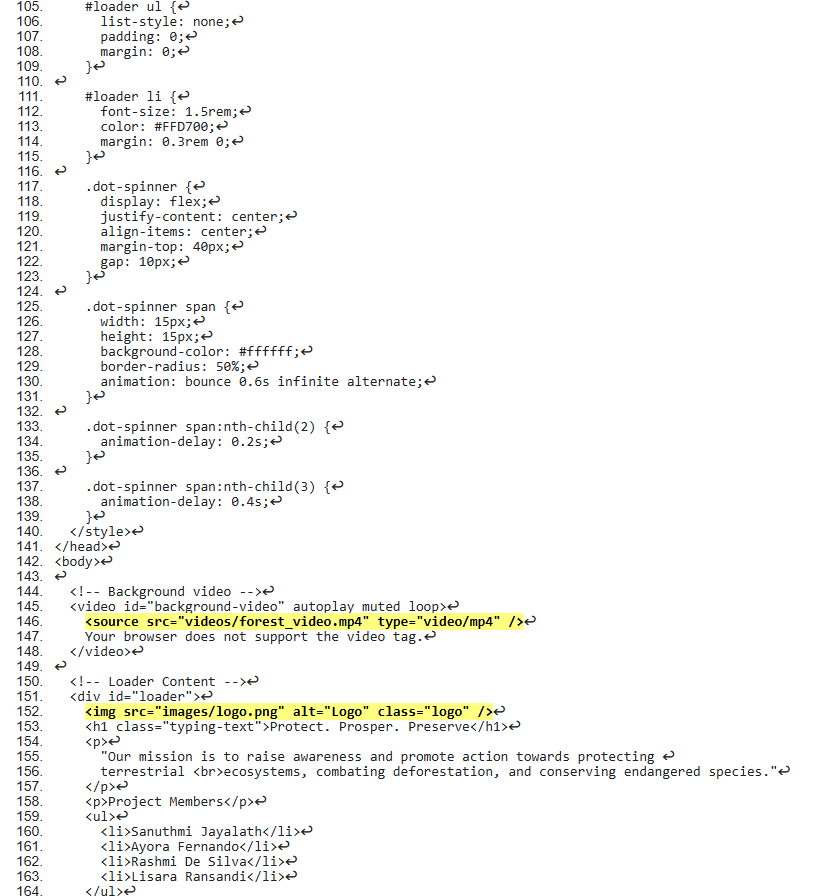 105. #loader ul {↩
106. list-style: none;↩
107. padding: 0;↩
108. margin: 0;↩
109. }↩
110. ↩
111. #loader li {↩
112. font-size: 1.5rem;↩
113. color: #FFD700;↩
114. margin: 0.3rem 0;↩
115. }↩
116. ↩
117. .dot-spinner {↩
118. display: flex;↩
119. justify-content: center;↩
120. align-items: center;↩
121. margin-top: 40px;↩
122. gap: 10px;↩
123. }↩
124. ↩
125. .dot-spinner span {↩
126. width: 15px;↩
127. height: 15px;↩
128. background-color: #ffffff;↩
129. border-radius: 50%;↩
130. animation: bounce 0.6s infinite alternate;↩
131. }↩
132. ↩
133. .dot-spinner span:nth-child(2) {↩
134. animation-delay: 0.2s;↩
135. }↩
136. ↩
137. .dot-spinner span:nth-child(3) {↩
138. animation-delay: 0.4s;↩
139. }↩
140. </style>↩
141. </head>↩
142. <body>↩
143. ↩
144. <!-- Background video -->↩
145. <video id="background-video" autoplay muted loop>↩
146. <source src="videos/forest_video.mp4" type="video/mp4" />↩
147. Your browser does not support the video tag.↩
148. </video>↩
149. ↩
150. <!-- Loader Content -->↩
151. <div id="loader">↩
152. <img src="images/logo.png" alt="Logo" class="logo" />↩
153. <h1 class="typing-text">Protect. Prosper. Preserve</h1>↩
154. <p>↩
155. "Our mission is to raise awareness and promote action towards protecting ↩
156. terrestrial <br>ecosystems, combating deforestation, and conserving endangered species."↩
157. </p>↩
158. <p>Project Members</p>↩
159. <ul>↩
160. <li>Sanuthmi Jayalath</li>↩
161. <li>Ayora Fernando</li>↩
162. <li>Rashmi De Silva</li>↩
163. <li>Lisara Ransandi</li>↩
164. </ul>↩